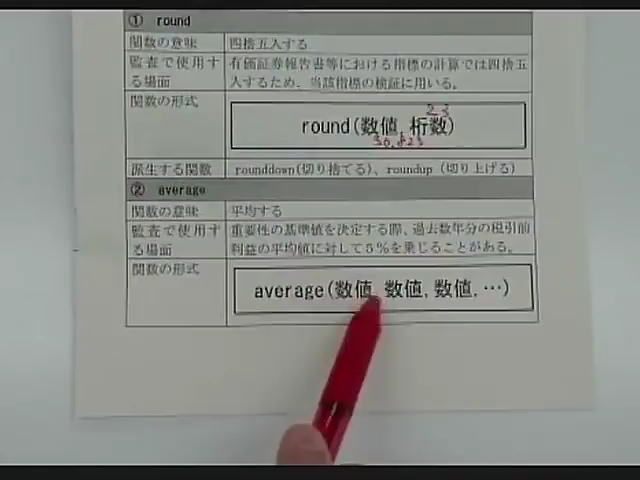 ① round
関数の意味 四捨五入する
監査で使用する場面 有価証券報告書等における指標の計算では四捨五入するため、当該指標の検証に用いる。
関数の形式
23
round(数値, 桁数)
派生する関数 rounddown(切り捨てる)、roundup (切り上げる)
② average
関数の意味 平均する
監査で使用する場面 重要性の基準値を決定する際、過去数年分の税引前利益の平均値に対して5%を乗じることがある。
関数の形式
average(数値, 数値, 数値, …)